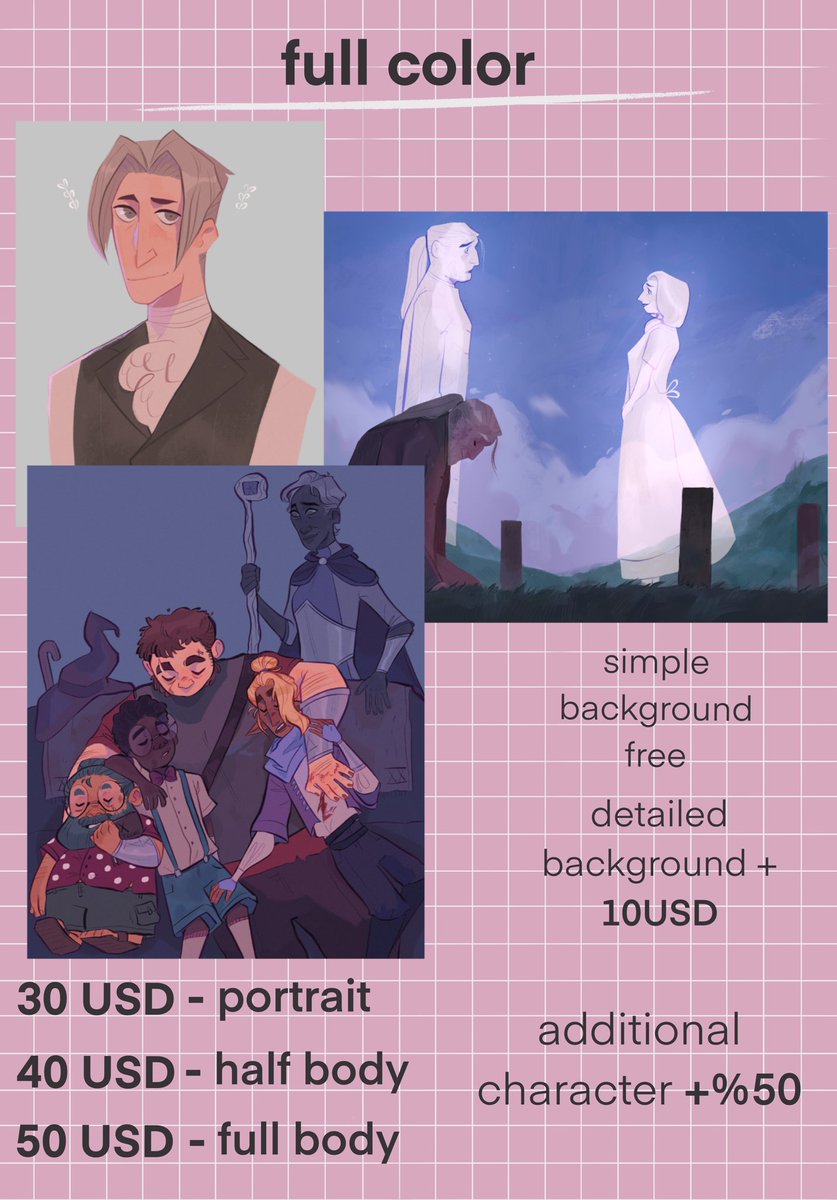 full color
simple
background
free
detailed
background +
10USD
30 USD - portrait
40 USD - half body
50 USD - full body
additional
character +%50